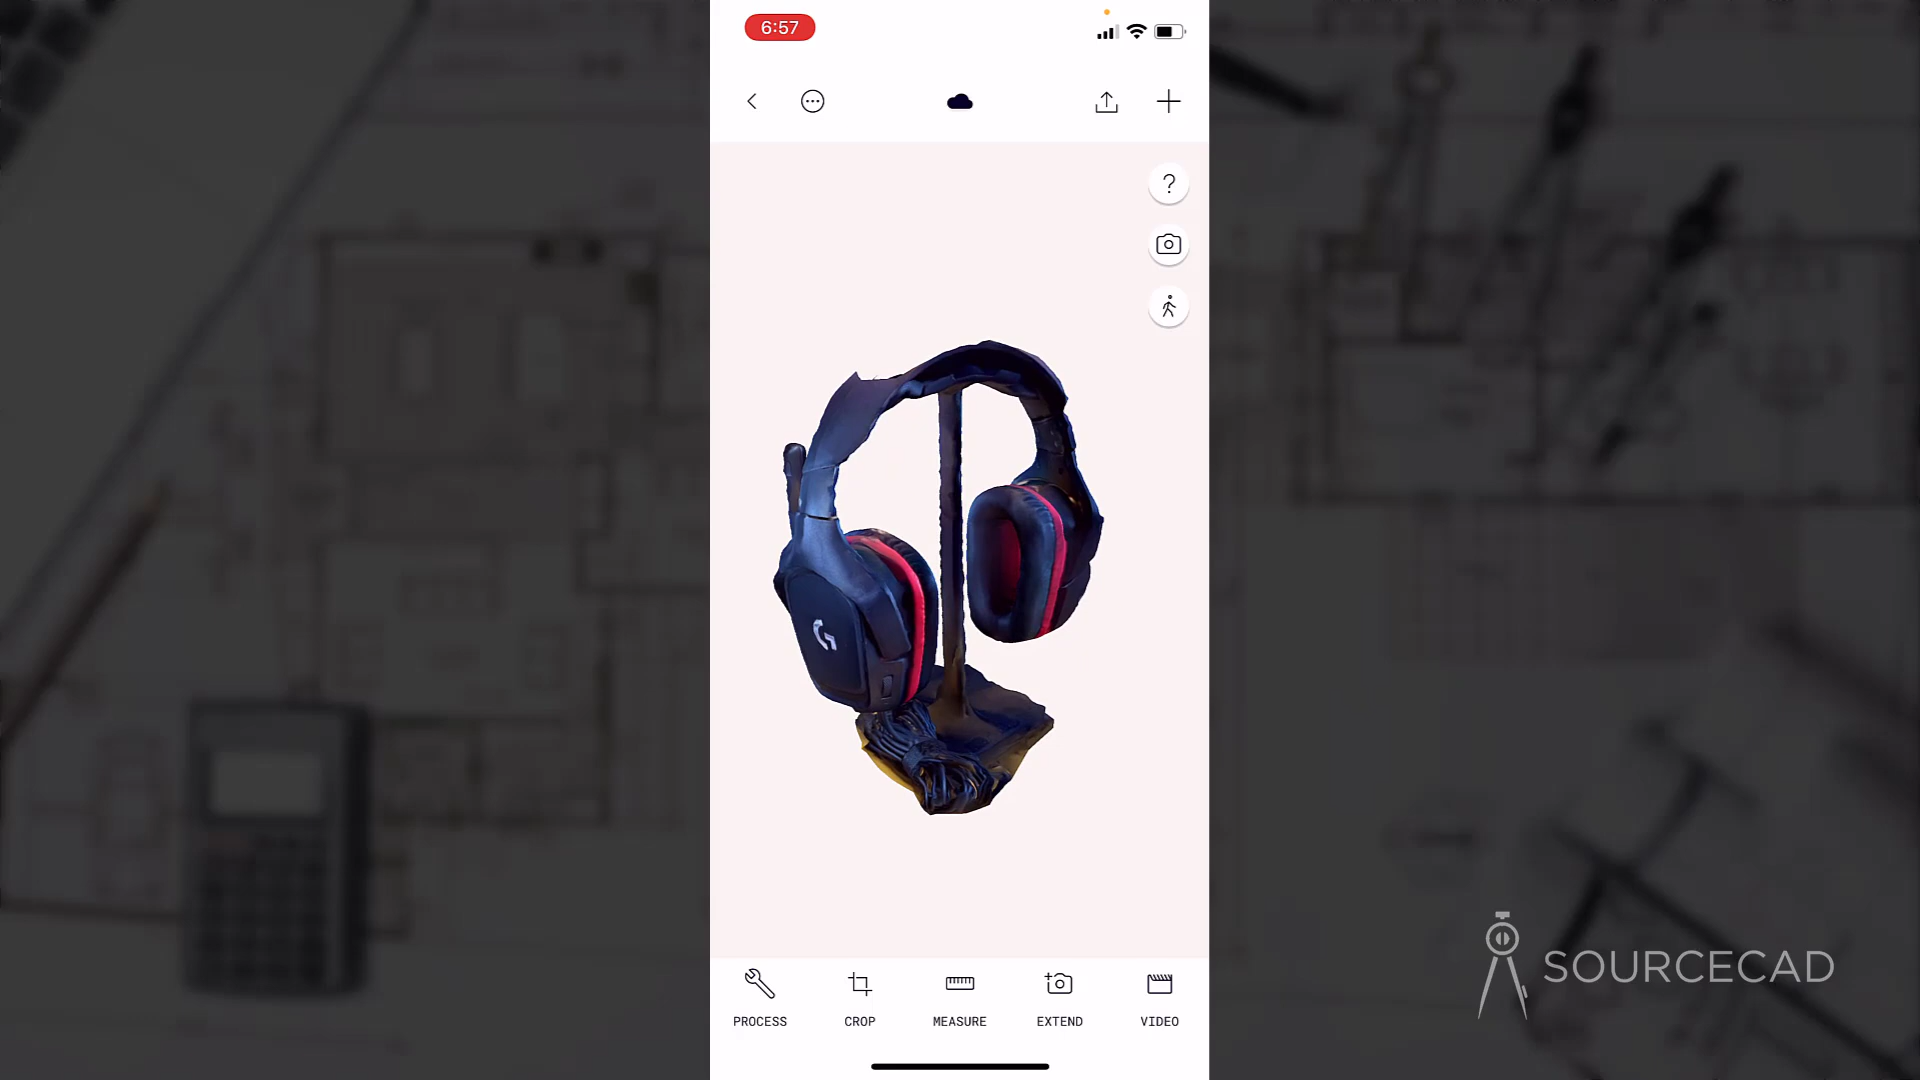 6:57
?
PROCESS
CROP
MEASURE
EXTEND
VIDEO
SOURCECAD